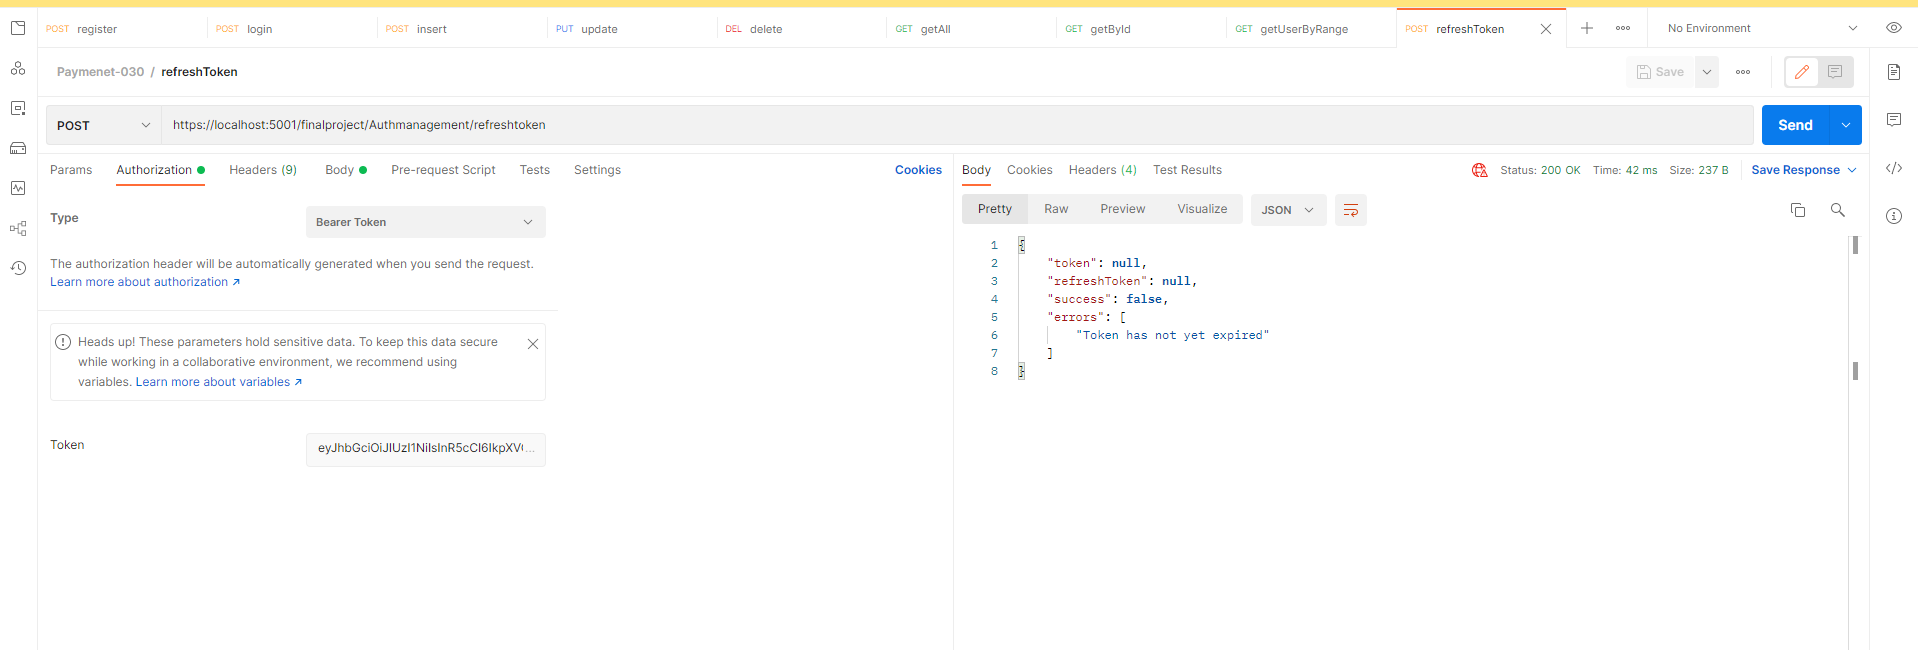 POST register POST login POST insert PUT update DEL delete GET getAll GET getById GET getUserByRange POST refreshToken No Environment
Paymenet-030 / refreshToken Save
POST https://localhost:5001/finalproject/Authmanagement/refreshtoken Send
Params Authorization Headers (9) Body Pre-request Script Tests Settings Cookies
Type Bearer Token
The authorization header will be automatically generated when you send the request.
Learn more about authorization ↗
Heads up! These parameters hold sensitive data. To keep this data secure
while working in a collaborative environment, we recommend using
variables. Learn more about variables ↗
Token eyJhbGciOiJIUzI1NiIsInR5cCI6IkpXV...
Body Cookies Headers (4) Test Results Status: 200 OK Time: 42 ms Size: 237 B Save Response
Pretty Raw Preview Visualize JSON
1 {
2 "token": null,
3 "refreshToken": null,
4 "success": false,
5 "errors": [
6 "Token has not yet expired"
7 ]
8 }